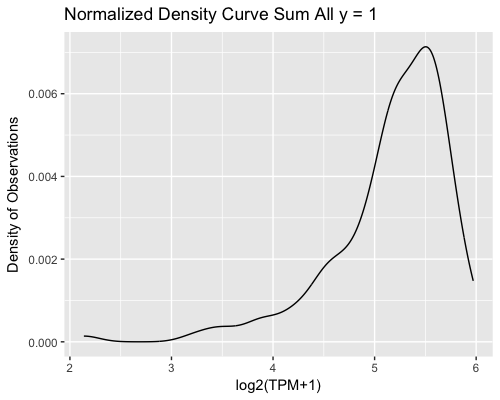 Normalized Density Curve Sum All y = 1
Density of Observations
0.006
0.004
0.002
0.000
2 3 4 5 6
log2(TPM+1)